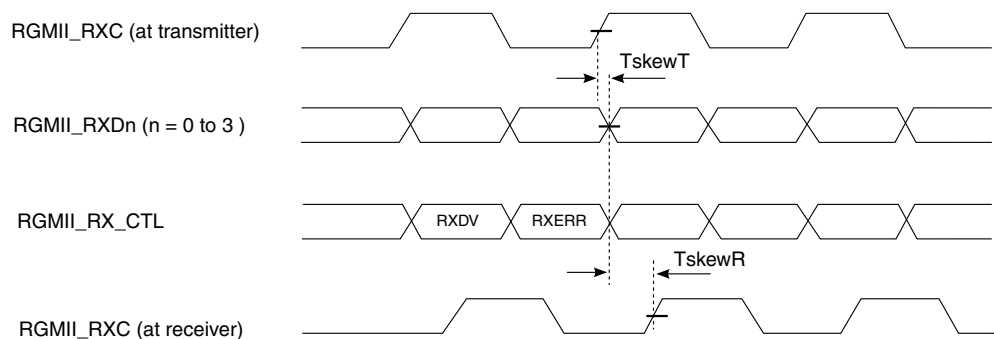 RGMII_RXC (at transmitter)
TskewT
RGMII_RXDn (n = 0 to 3 )
RGMII_RX_CTL
RXDV
RXERR
TskewR
RGMII_RXC (at receiver)